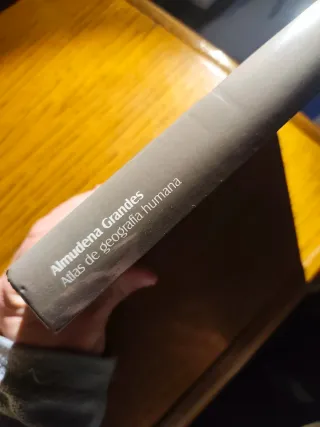 Almudena Grandes
Atlas de geografía humana